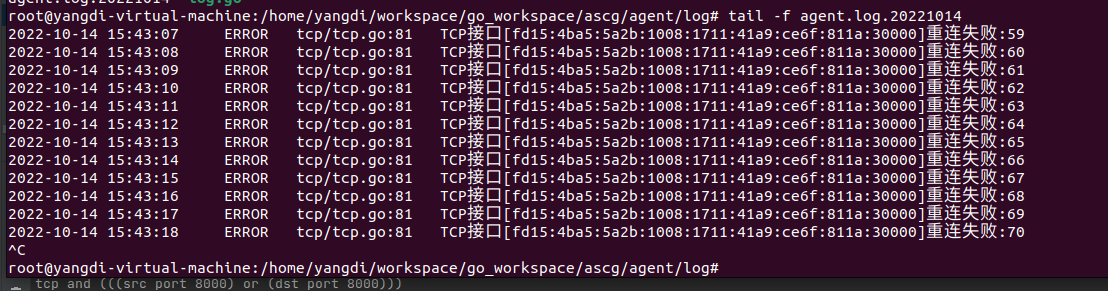 agent.log.20221014 log.go
root@yangdi-virtual-machine:/home/yangdi/workspace/go_workspace/ascg/agent/log# tail -f agent.log.20221014
2022-10-14 15:43:07 ERROR tcp/tcp.go:81 TCP接口[fd15:4ba5:5a2b:1008:1711:41a9:ce6f:811a:30000]重连失败:59
2022-10-14 15:43:08 ERROR tcp/tcp.go:81 TCP接口[fd15:4ba5:5a2b:1008:1711:41a9:ce6f:811a:30000]重连失败:60
2022-10-14 15:43:09 ERROR tcp/tcp.go:81 TCP接口[fd15:4ba5:5a2b:1008:1711:41a9:ce6f:811a:30000]重连失败:61
2022-10-14 15:43:10 ERROR tcp/tcp.go:81 TCP接口[fd15:4ba5:5a2b:1008:1711:41a9:ce6f:811a:30000]重连失败:62
2022-10-14 15:43:11 ERROR tcp/tcp.go:81 TCP接口[fd15:4ba5:5a2b:1008:1711:41a9:ce6f:811a:30000]重连失败:63
2022-10-14 15:43:12 ERROR tcp/tcp.go:81 TCP接口[fd15:4ba5:5a2b:1008:1711:41a9:ce6f:811a:30000]重连失败:64
2022-10-14 15:43:13 ERROR tcp/tcp.go:81 TCP接口[fd15:4ba5:5a2b:1008:1711:41a9:ce6f:811a:30000]重连失败:65
2022-10-14 15:43:14 ERROR tcp/tcp.go:81 TCP接口[fd15:4ba5:5a2b:1008:1711:41a9:ce6f:811a:30000]重连失败:66
2022-10-14 15:43:15 ERROR tcp/tcp.go:81 TCP接口[fd15:4ba5:5a2b:1008:1711:41a9:ce6f:811a:30000]重连失败:67
2022-10-14 15:43:16 ERROR tcp/tcp.go:81 TCP接口[fd15:4ba5:5a2b:1008:1711:41a9:ce6f:811a:30000]重连失败:68
2022-10-14 15:43:17 ERROR tcp/tcp.go:81 TCP接口[fd15:4ba5:5a2b:1008:1711:41a9:ce6f:811a:30000]重连失败:69
2022-10-14 15:43:18 ERROR tcp/tcp.go:81 TCP接口[fd15:4ba5:5a2b:1008:1711:41a9:ce6f:811a:30000]重连失败:70
^C
root@yangdi-virtual-machine:/home/yangdi/workspace/go_workspace/ascg/agent/log#
tcp and (((src port 8000) or (dst port 8000)))